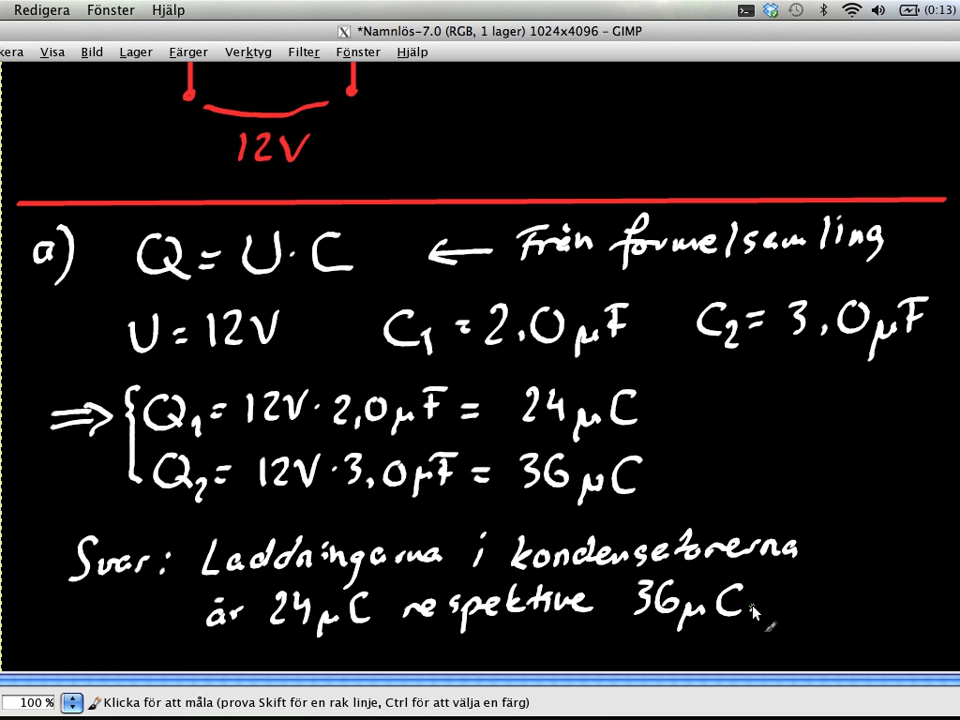 Redigera Fönster Hjälp (0:13)
*Namnlös-7.0 (RGB, 1 lager) 1024x4096 – GIMP
kera Visa Bild Lager Färger Verktyg Filter Fönster Hjälp
12V
a) Q = U · C ← Från formelsamling
U = 12V C₁ = 2,0μF C₂ = 3,0μF
⇒ { Q₁ = 12V · 2,0μF = 24μC
Q₂ = 12V · 3,0μF = 36μC
Svar: Laddningarna i kondensatorerna
är 24μC respektive 36μC
100 % Klicka för att måla (prova Skift för en rak linje, Ctrl för att välja en färg)